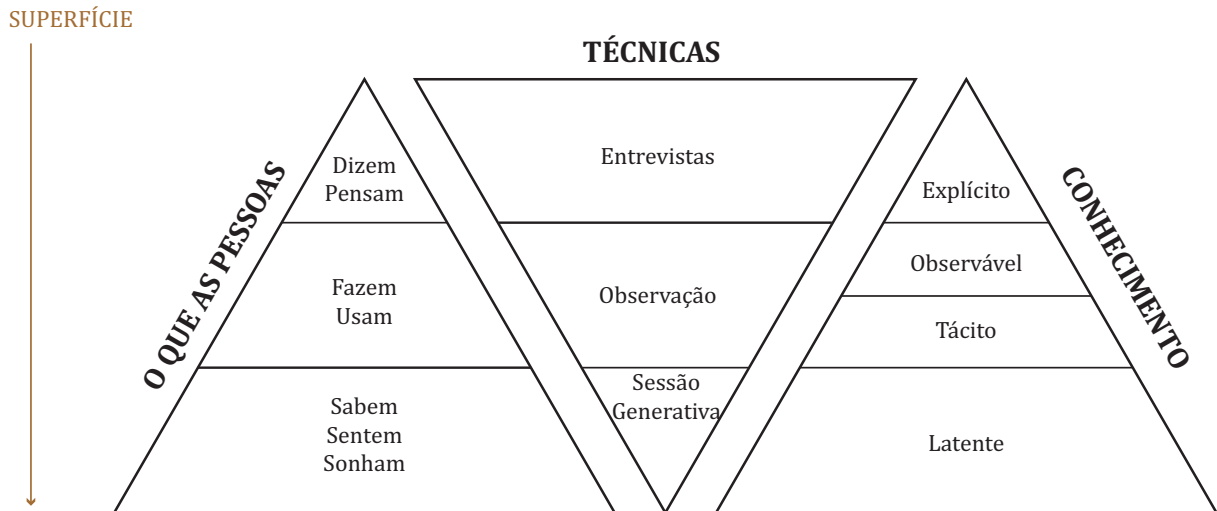 SUPERFÍCIE
TÉCNICAS
O QUE AS PESSOAS
Dizem
Pensam
Fazem
Usam
Sabem
Sentem
Sonham
Entrevistas
Observação
Sessão
Generativa
Explícito
Observável
Tácito
Latente
CONHECIMENTO